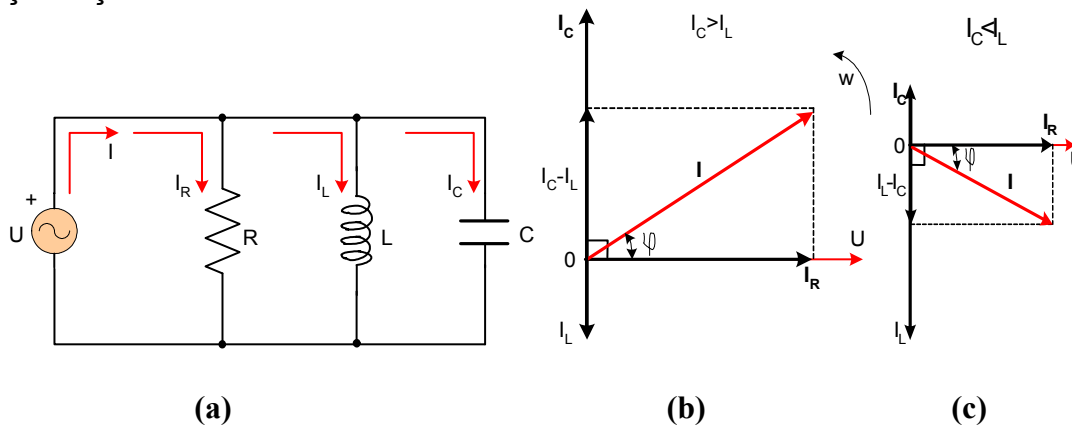 I_C
I_C>I_L
I_C<I_L
w
I_C
I
+
U
I_R
I_L
I_C
R
L
C
I_C-I_L
I
φ
U
0
I_R
I_L
0
I_R
φ
I_L-I_C
I
I_L
(a)
(b)
(c)